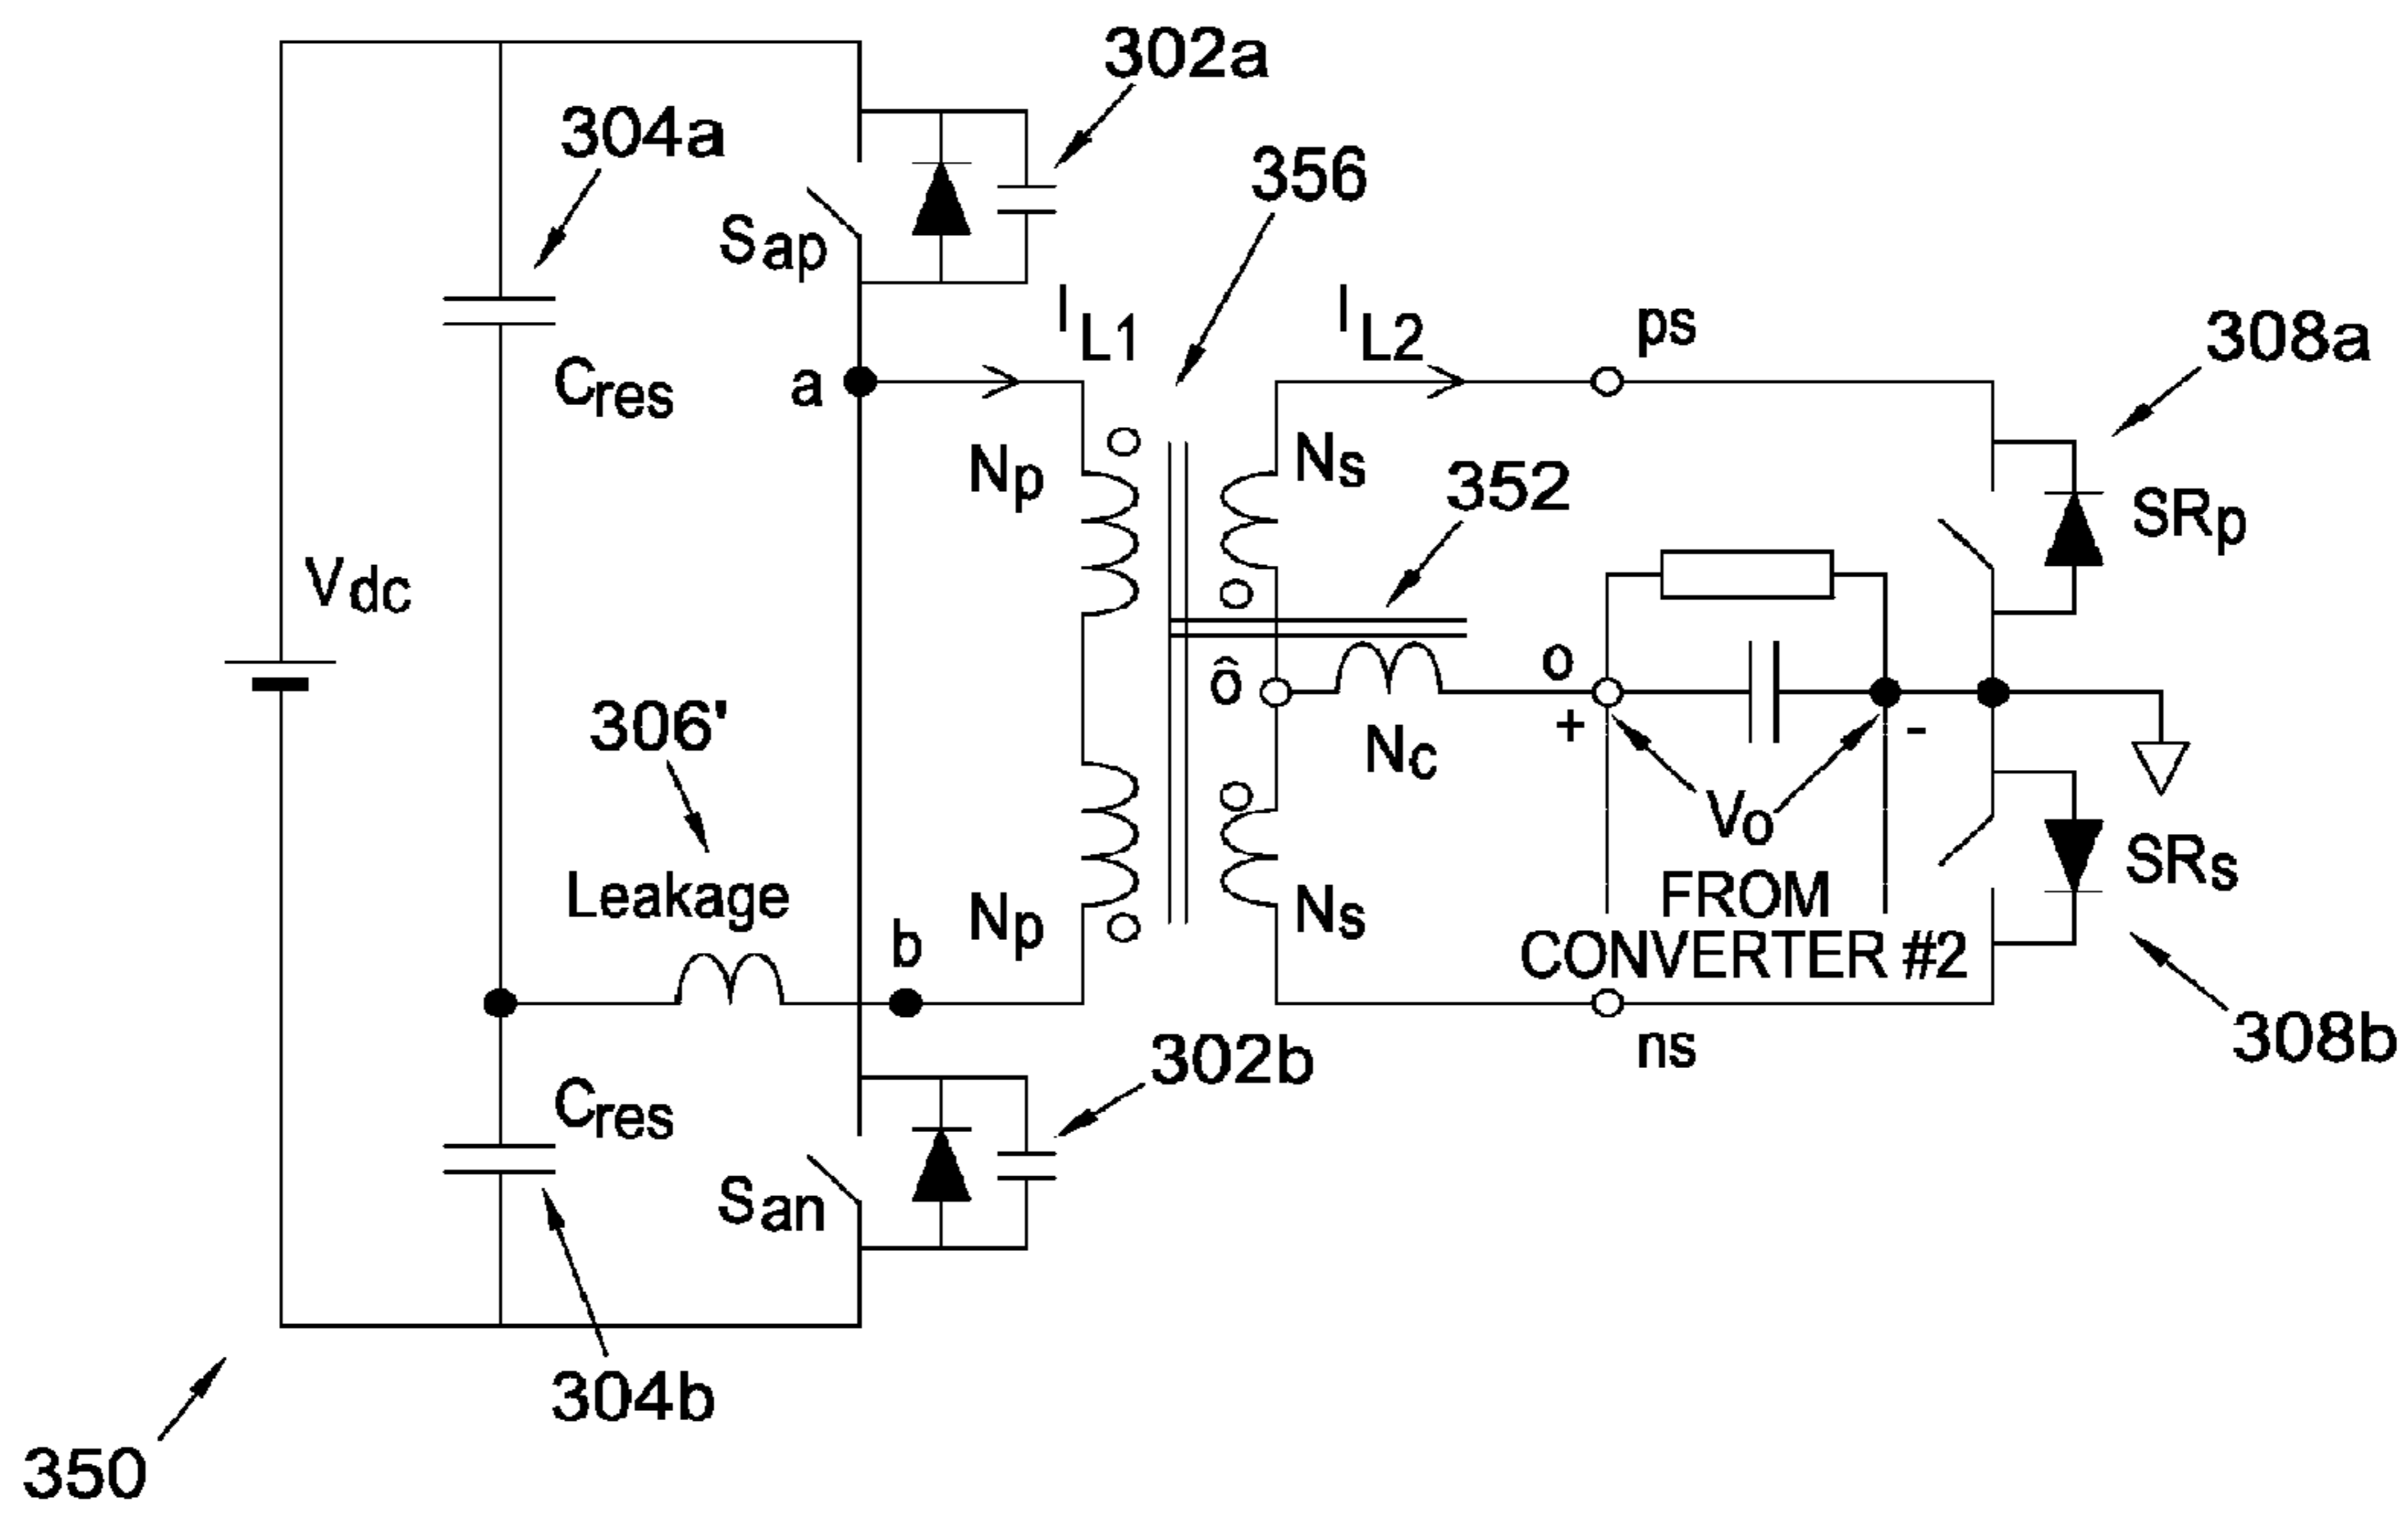 302a
304a
356
Sap
IL1
IL2
ps
308a
Cres
a
Np
Ns
352
SRp
Vdc
ô
o
306'
+
-
Nc
Vo
SRs
Leakage
b
Np
Ns
FROM
CONVERTER #2
302b
ns
308b
Cres
San
304b
350